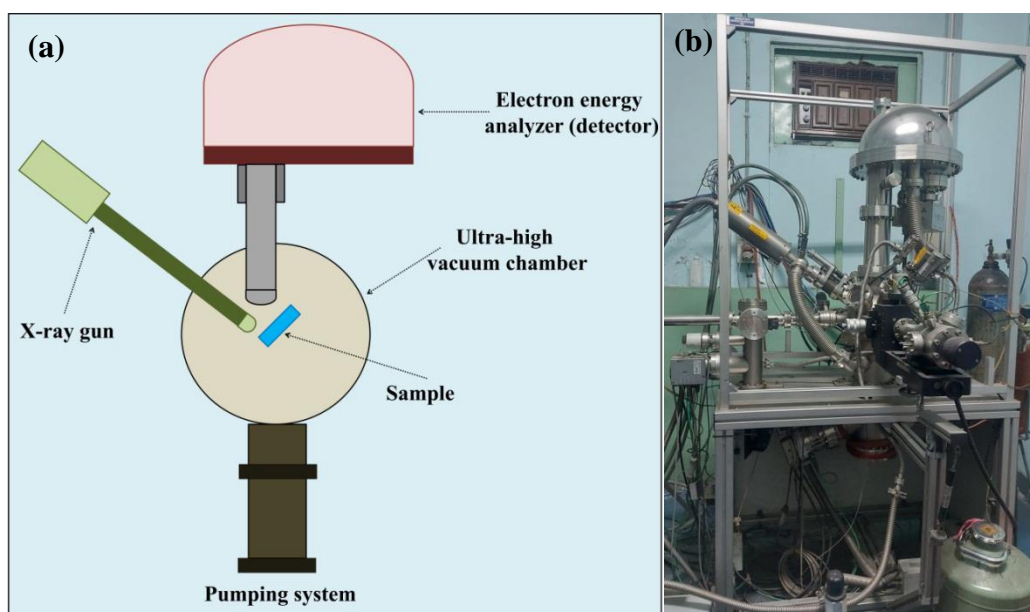 (a)
Electron energy
analyzer (detector)
Ultra-high
vacuum chamber
X-ray gun
Sample
Pumping system
(b)